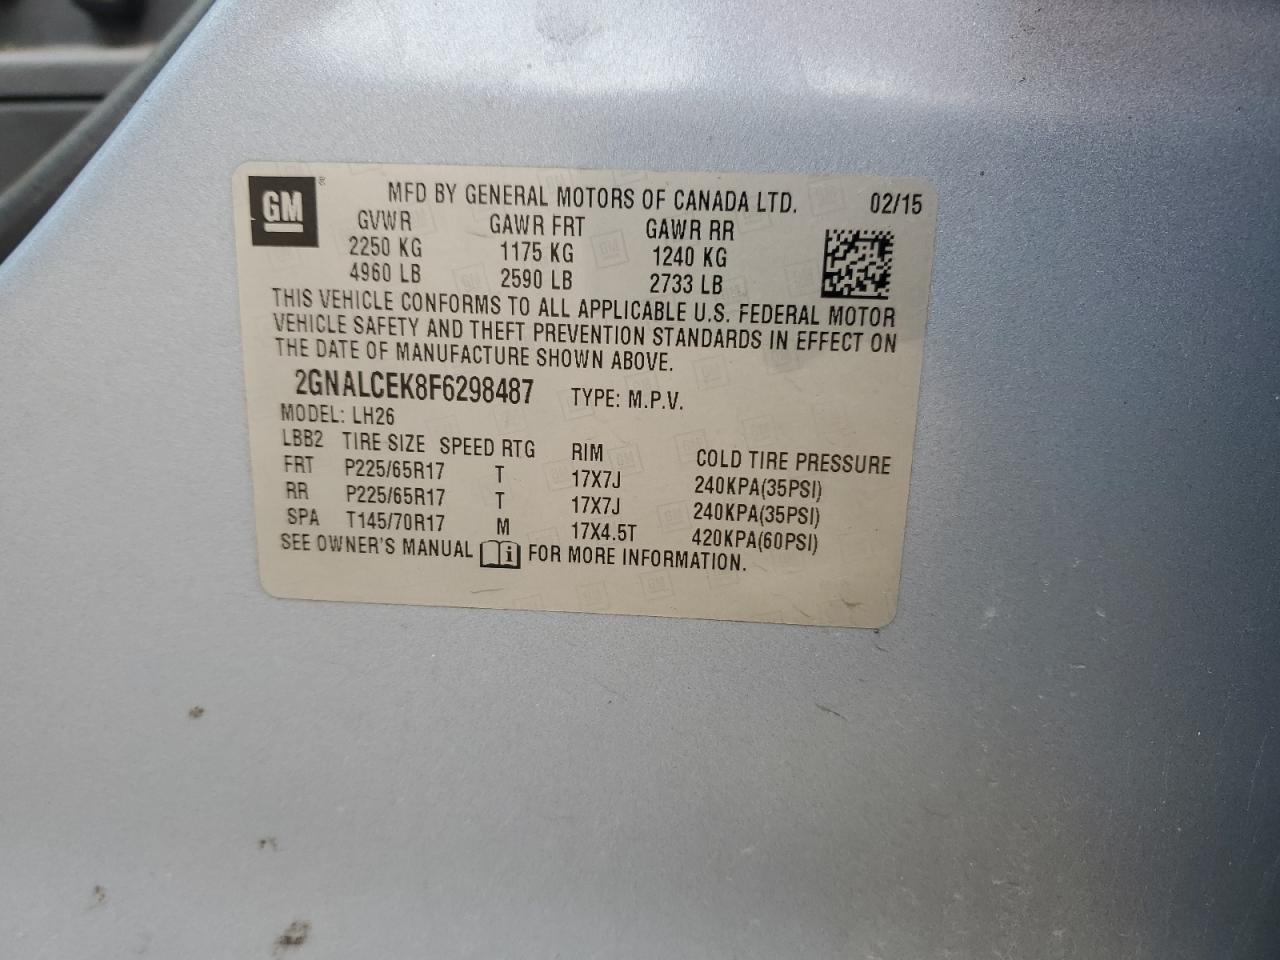 GM ® MFD BY GENERAL MOTORS OF CANADA LTD. 02/15
GVWR GAWR FRT GAWR RR
2250 KG 1175 KG 1240 KG
4960 LB 2590 LB 2733 LB
THIS VEHICLE CONFORMS TO ALL APPLICABLE U.S. FEDERAL MOTOR
VEHICLE SAFETY AND THEFT PREVENTION STANDARDS IN EFFECT ON
THE DATE OF MANUFACTURE SHOWN ABOVE.
2GNALCEK8F6298487 TYPE: M.P.V.
MODEL: LH26
LBB2 TIRE SIZE SPEED RTG RIM COLD TIRE PRESSURE
FRT P225/65R17 T 17X7J 240KPA(35PSI)
RR P225/65R17 T 17X7J 240KPA(35PSI)
SPA T145/70R17 M 17X4.5T 420KPA(60PSI)
SEE OWNER'S MANUAL i FOR MORE INFORMATION.